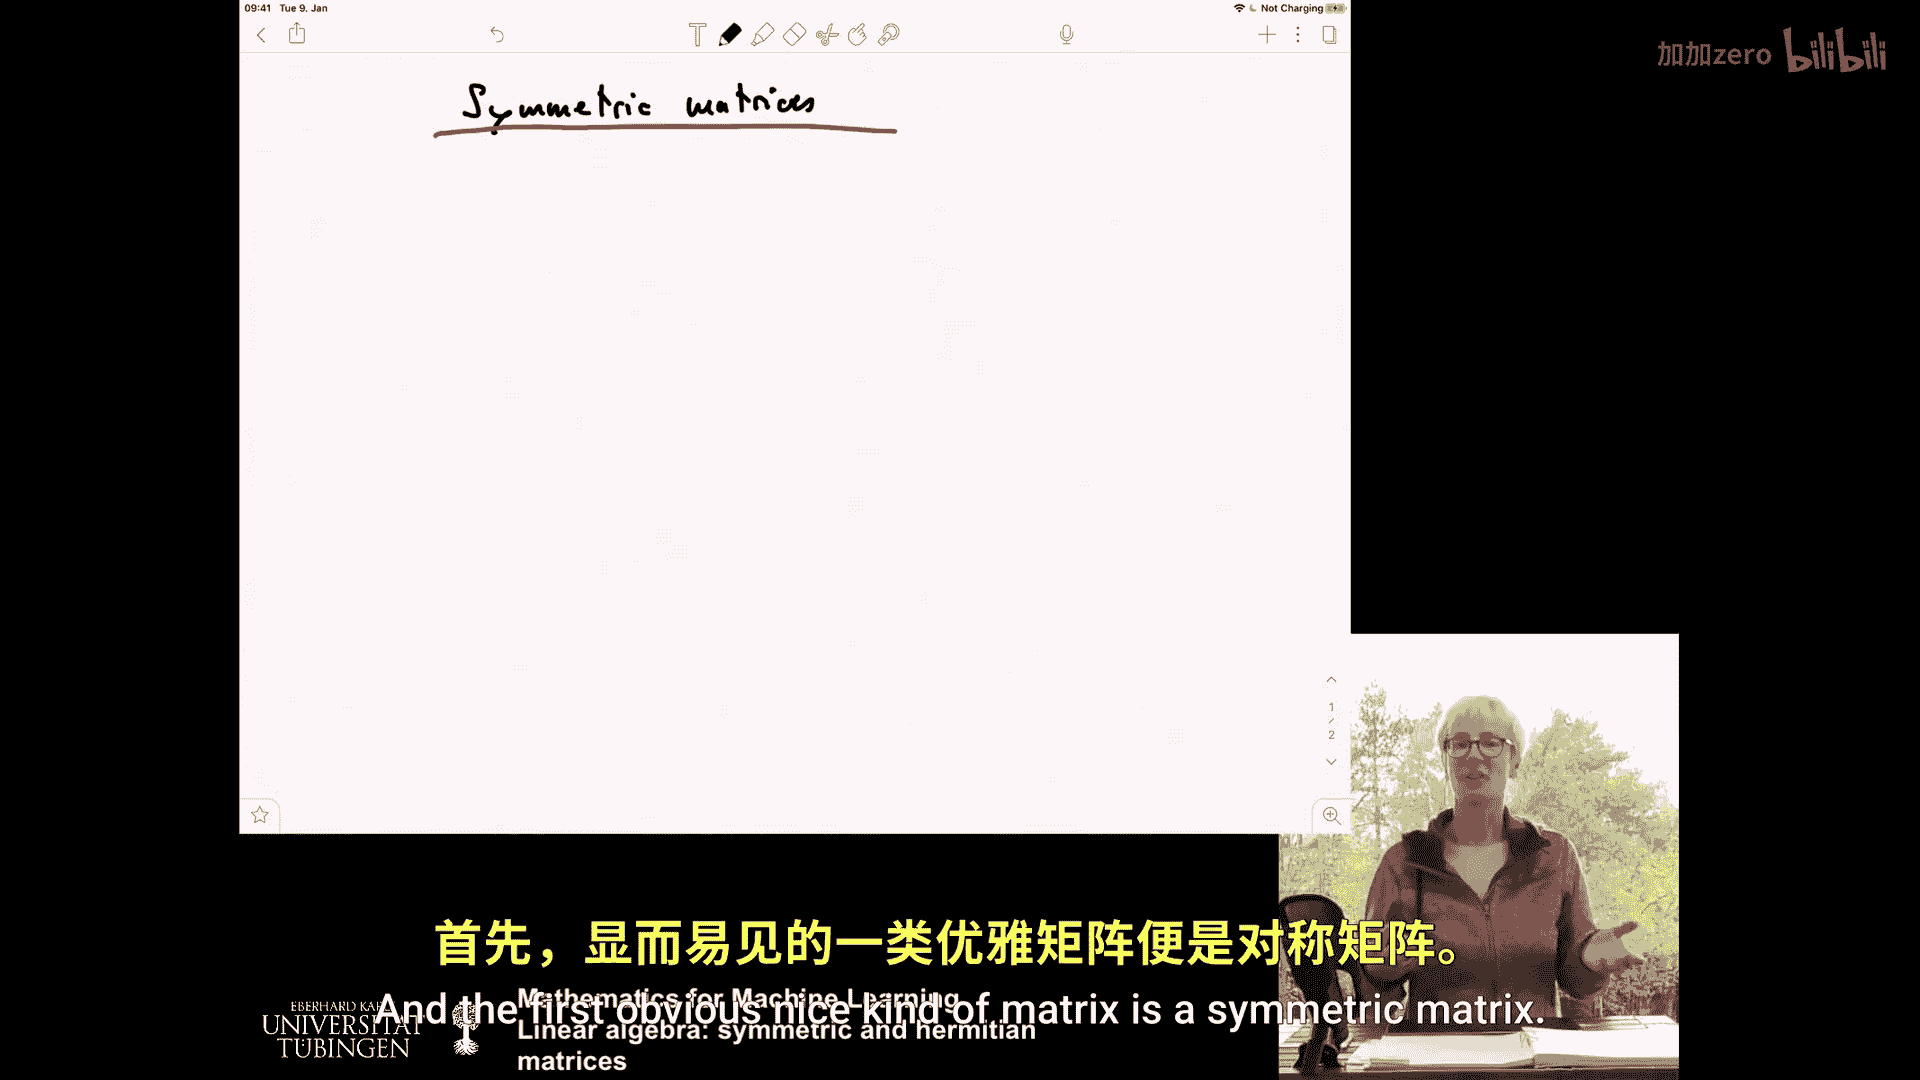 09:41 Tue 9. Jan
Not Charging
加加zero bilibili
Symmetric matrices
1
/
2
首先，显而易见的一类优雅矩阵便是对称矩阵。
And the first obvious nice kind of matrix is a symmetric matrix.
EBERHARD KAR
UNIVERSITÄT
TÜBINGEN
Mathematics for Machine Learning
Linear algebra: symmetric and hermitian
matrices